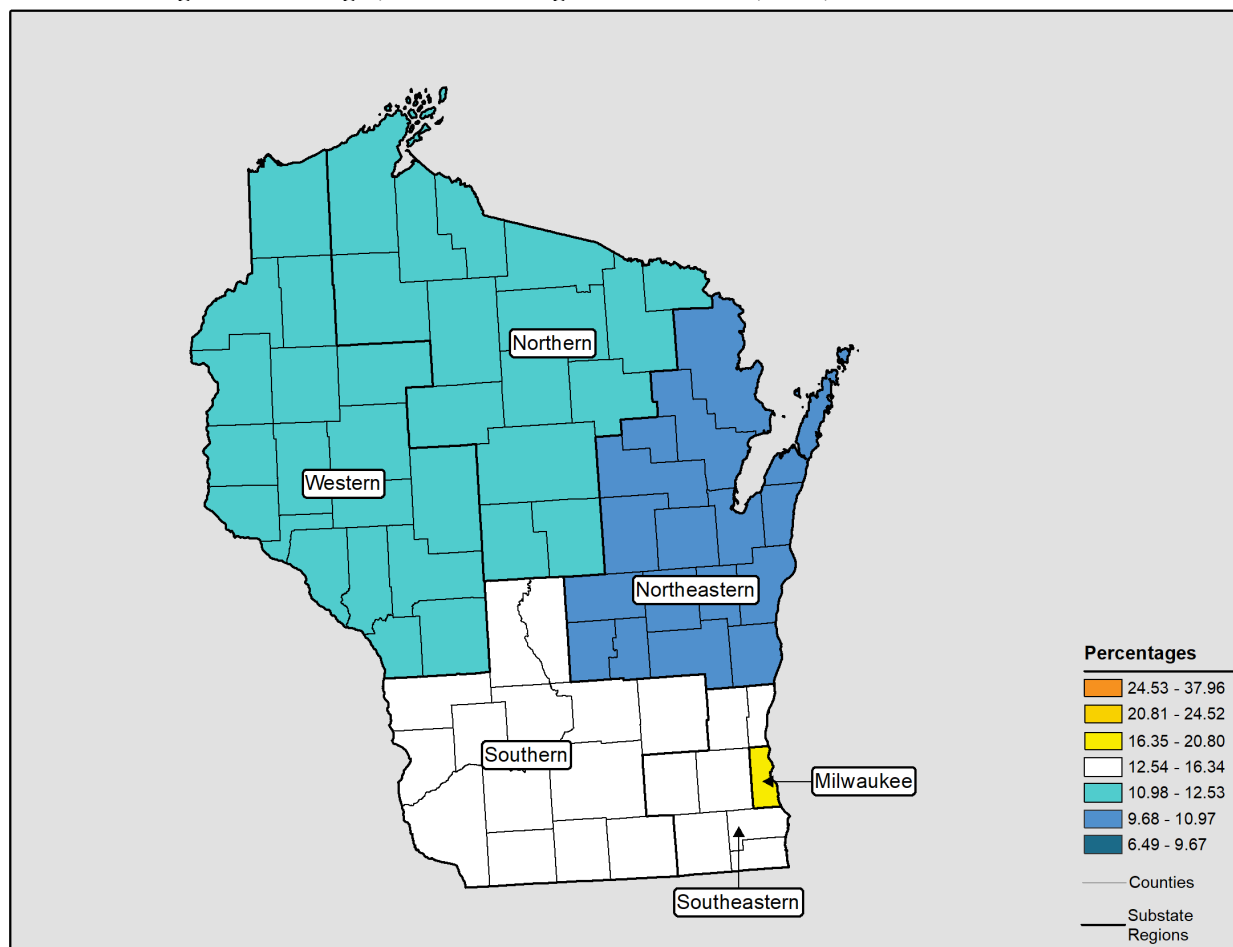 Northern
Western
Northeastern
Southern
Milwaukee
Southeastern
Percentages
24.53 - 37.96
20.81 - 24.52
16.35 - 20.80
12.54 - 16.34
10.98 - 12.53
9.68 - 10.97
6.49 - 9.67
Counties
Substate
Regions